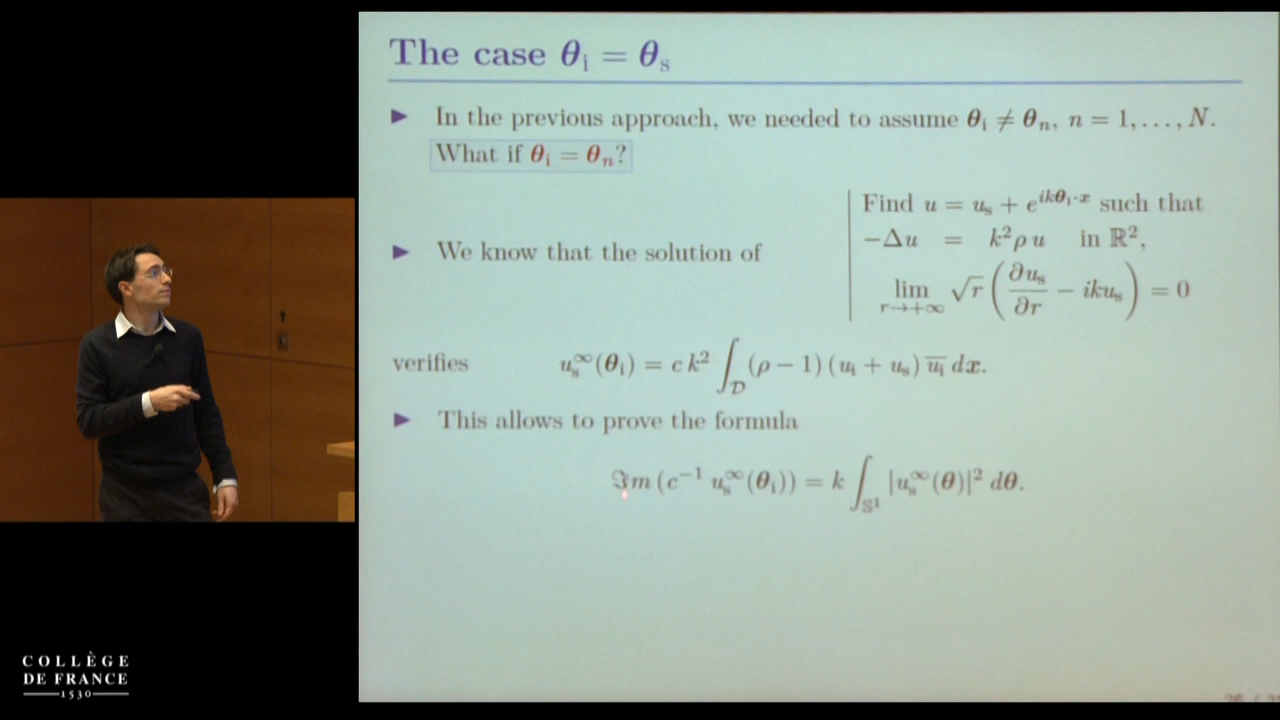 The case θᵢ = θₛ
▶ In the previous approach, we needed to assume θᵢ ≠ θₙ, n = 1, . . . , N.
What if θᵢ = θₙ?
Find u = uₛ + e^{ikθᵢ·x} such that
−Δu = k²ρ u in ℝ²,
▶ We know that the solution of
lim_{r→+∞} √r (∂uₛ/∂r − ikuₛ) = 0
verifies uₛ^∞(θᵢ) = c k² ∫_𝒟 (ρ − 1) (uᵢ + uₛ) \overline{uᵢ} dx.
▶ This allows to prove the formula
ℑm (c⁻¹ uₛ^∞(θᵢ)) = k ∫_{𝕊¹} |uₛ^∞(θ)|² dθ.
COLLÈGE
DE FRANCE
1530